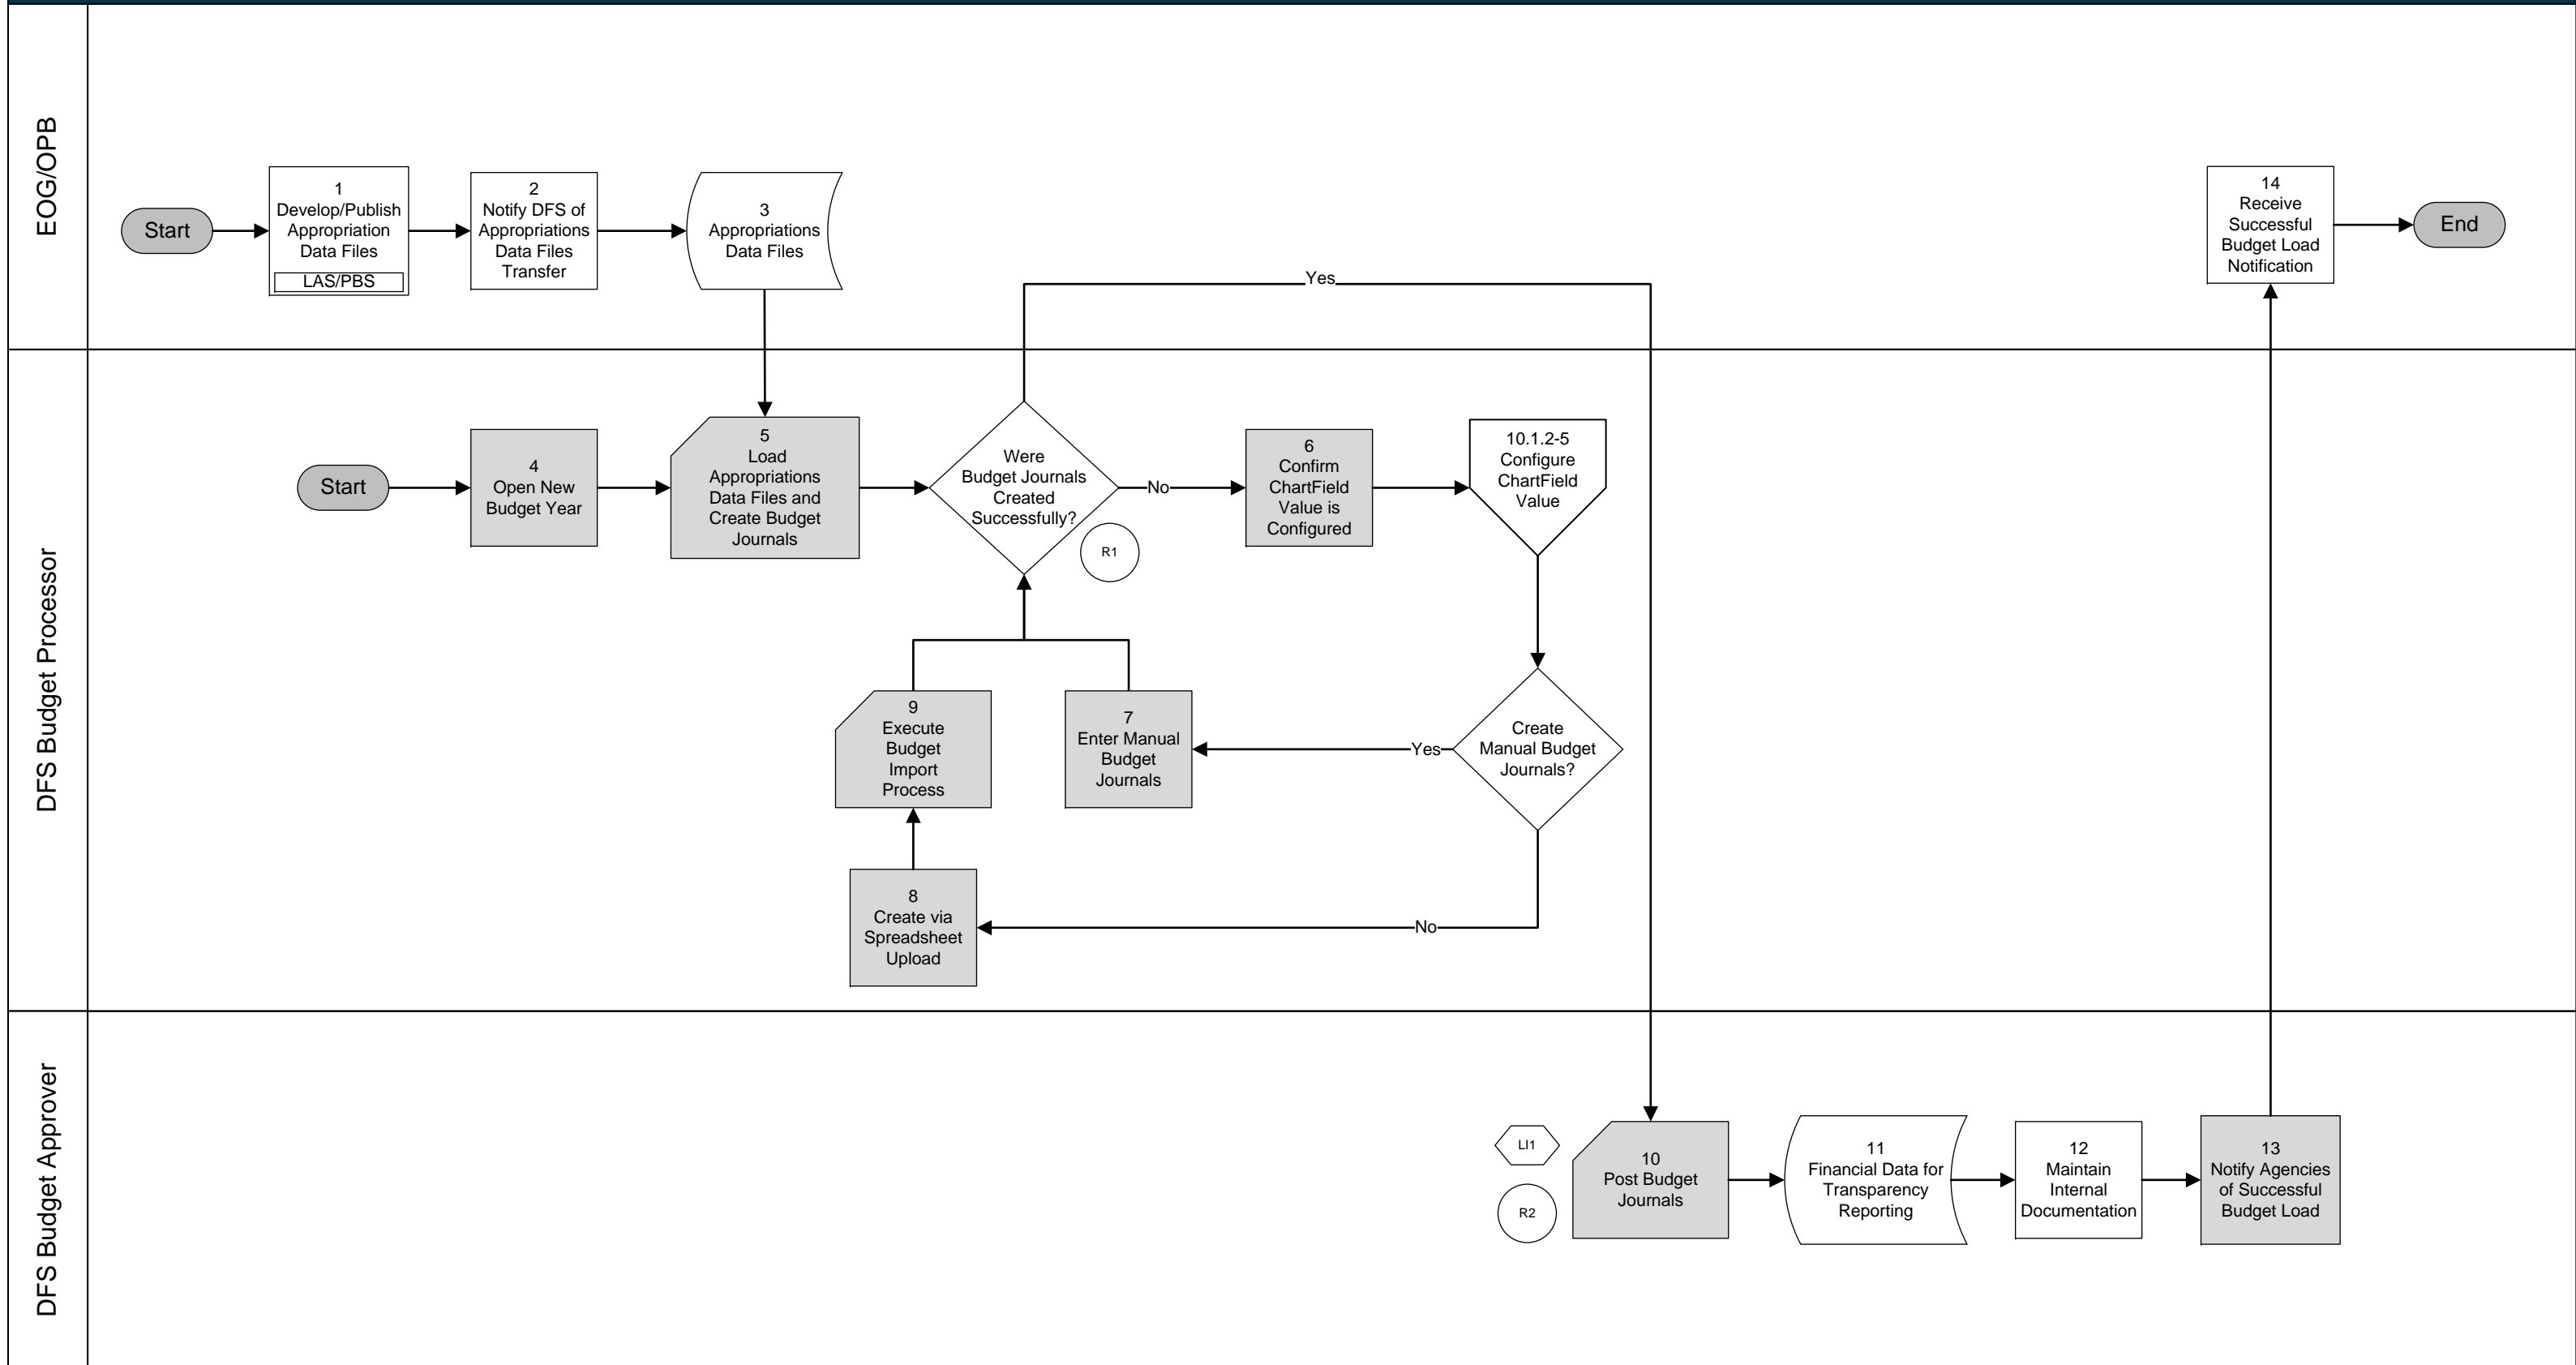 EOG/OPB
Start
1
Develop/Publish
Appropriation
Data Files
LAS/PBS
2
Notify DFS of
Appropriations
Data Files
Transfer
3
Appropriations
Data Files
Yes
14
Receive
Successful
Budget Load
Notification
End
DFS Budget Processor
Start
4
Open New
Budget Year
5
Load
Appropriations
Data Files and
Create Budget
Journals
Were
Budget Journals
Created
Successfully?
R1
No
6
Confirm
ChartField
Value is
Configured
10.1.2-5
Configure
ChartField
Value
9
Execute
Budget
Import
Process
7
Enter Manual
Budget
Journals
Yes
Create
Manual Budget
Journals?
8
Create via
Spreadsheet
Upload
No
DFS Budget Approver
LI1
R2
10
Post Budget
Journals
11
Financial Data for
Transparency
Reporting
12
Maintain
Internal
Documentation
13
Notify Agencies
of Successful
Budget Load